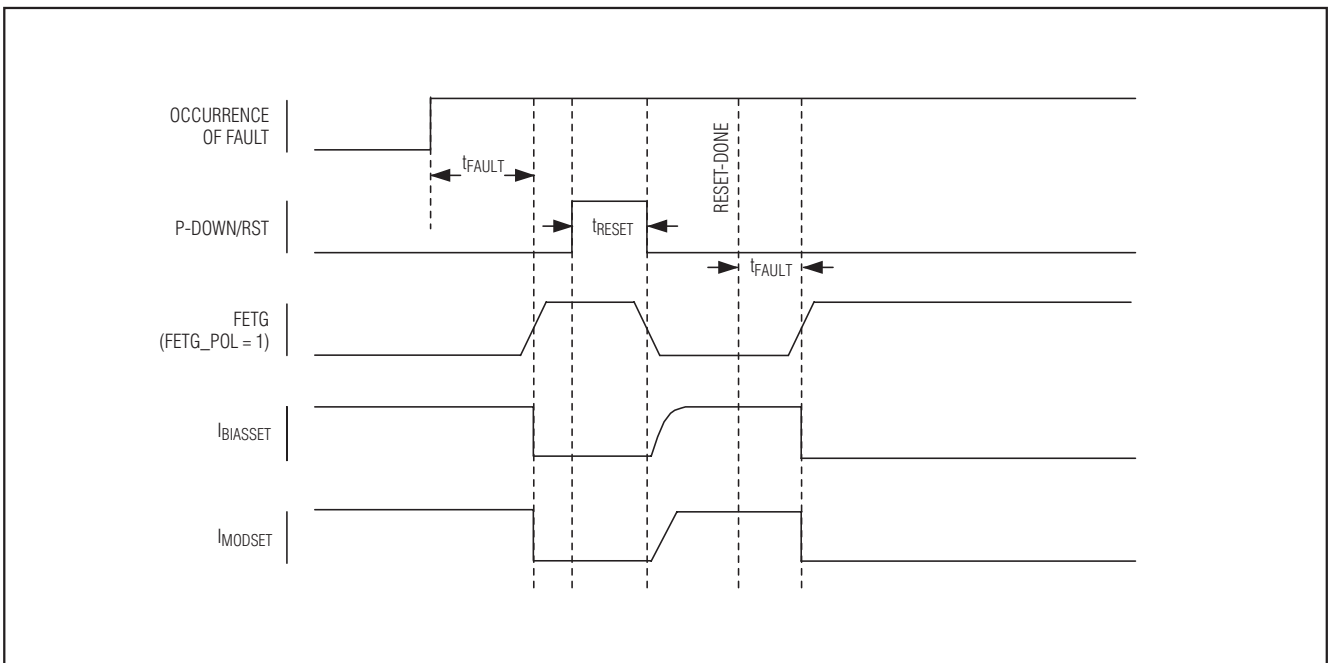 OCCURRENCE
OF FAULT
tFAULT
RESET-DONE
P-DOWN/RST
tRESET
tFAULT
FETG
(FETG_POL = 1)
IBIASSET
IMODSET